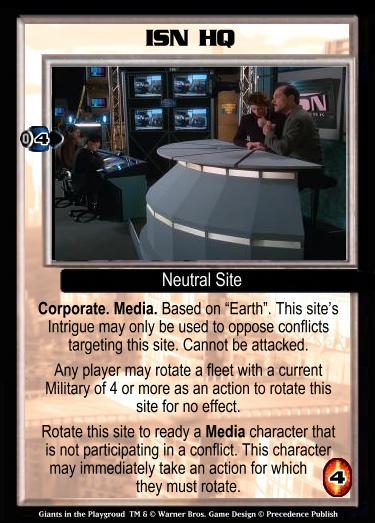 ISN HQ
4
Neutral Site
Corporate. Media. Based on “Earth”. This site's
Intrigue may only be used to oppose conflicts
targeting this site. Cannot be attacked.
Any player may rotate a fleet with a current
Military of 4 or more as an action to rotate this
site for no effect.
Rotate this site to ready a Media character that
is not participating in a conflict. This character
may immediately take an action for which
they must rotate.
4
Giants in the Playgroud TM & © Warner Bros. Game Design © Precedence Publish